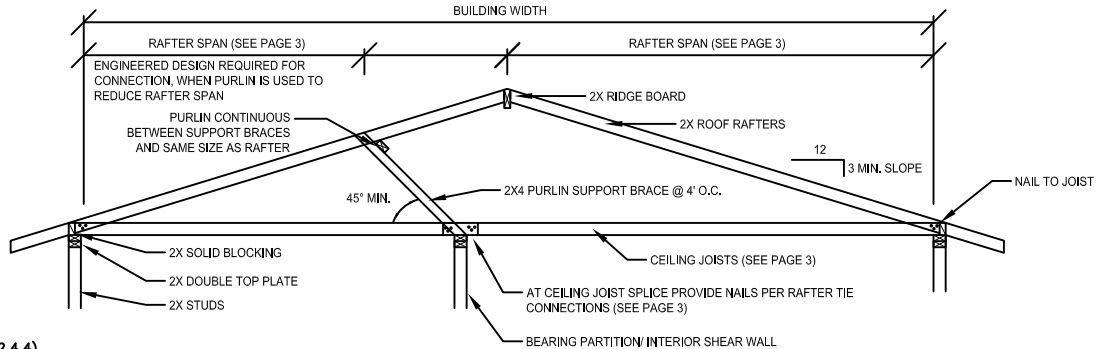 BUILDING WIDTH
RAFTER SPAN (SEE PAGE 3)
RAFTER SPAN (SEE PAGE 3)
ENGINEERED DESIGN REQUIRED FOR
CONNECTION, WHEN PURLIN IS USED TO
REDUCE RAFTER SPAN
2X RIDGE BOARD
PURLIN CONTINUOUS
BETWEEN SUPPORT BRACES
AND SAME SIZE AS RAFTER
2X ROOF RAFTERS
12
3 MIN. SLOPE
NAIL TO JOIST
45° MIN.
2X4 PURLIN SUPPORT BRACE @ 4' O.C.
2X SOLID BLOCKING
CEILING JOISTS (SEE PAGE 3)
2X DOUBLE TOP PLATE
2X STUDS
AT CEILING JOIST SPLICE PROVIDE NAILS PER RAFTER TIE
CONNECTIONS (SEE PAGE 3)
BEARING PARTITION/ INTERIOR SHEAR WALL